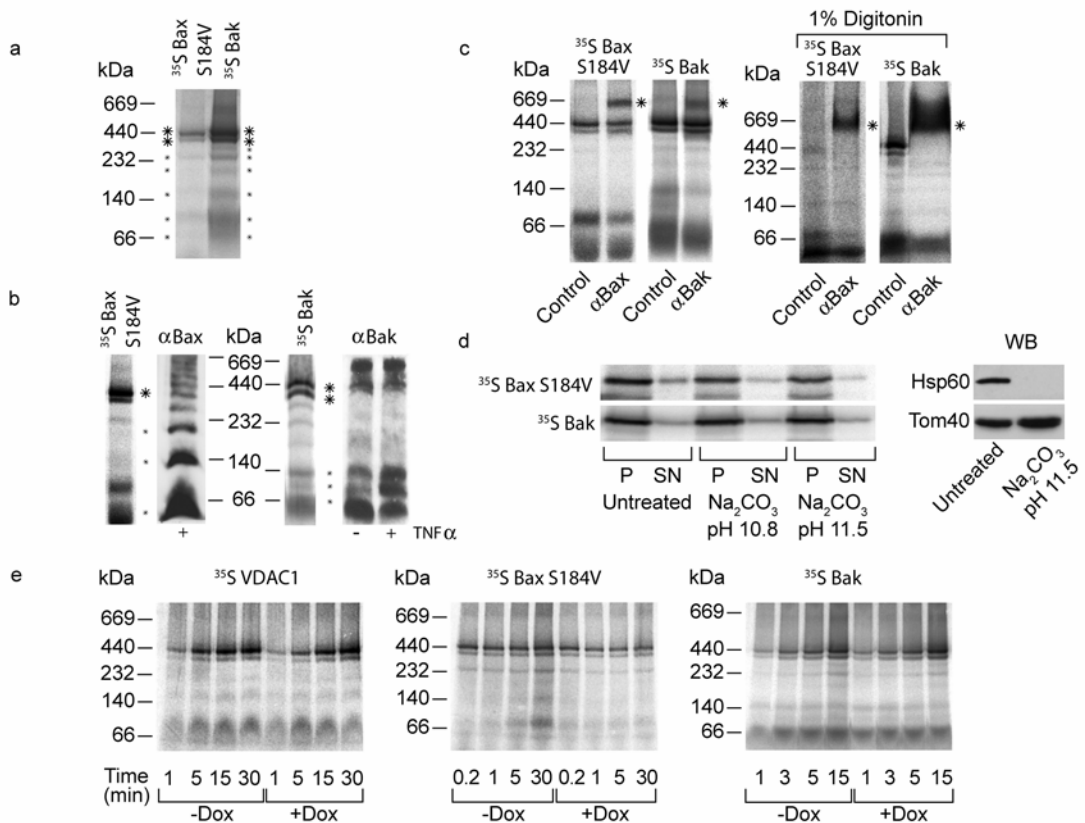 a
³⁵S Bax
S184V
³⁵S Bak
kDa
669
440
232
140
66
*
*
*
*
*
*
*
*
*
*
*
*
*
*
b
³⁵S Bax
S184V
αBax
kDa
³⁵S Bak
αBak
669
440
232
140
66
*
*
*
*
*
*
*
*
*
+
- + TNFα
c
1% Digitonin
kDa
³⁵S Bax
S184V
³⁵S Bak
kDa
³⁵S Bax
S184V
³⁵S Bak
669
440
232
140
66
*
*
669
440
232
140
66
*
*
Control
αBax
Control
αBak
Control
αBax
Control
αBak
d
³⁵S Bax S184V
³⁵S Bak
P SN P SN P SN
Untreated
Na₂CO₃
pH 10.8
Na₂CO₃
pH 11.5
WB
Hsp60
Tom40
Untreated
Na₂CO₃
pH 11.5
e
kDa
³⁵S VDAC1
669
440
232
140
66
Time
(min)
1 5 15 30 1 5 15 30
-Dox +Dox
kDa
³⁵S Bax S184V
669
440
232
140
66
0.2 1 5 30 0.2 1 5 30
-Dox +Dox
kDa
³⁵S Bak
669
440
232
140
66
1 3 5 15 1 3 5 15
-Dox +Dox